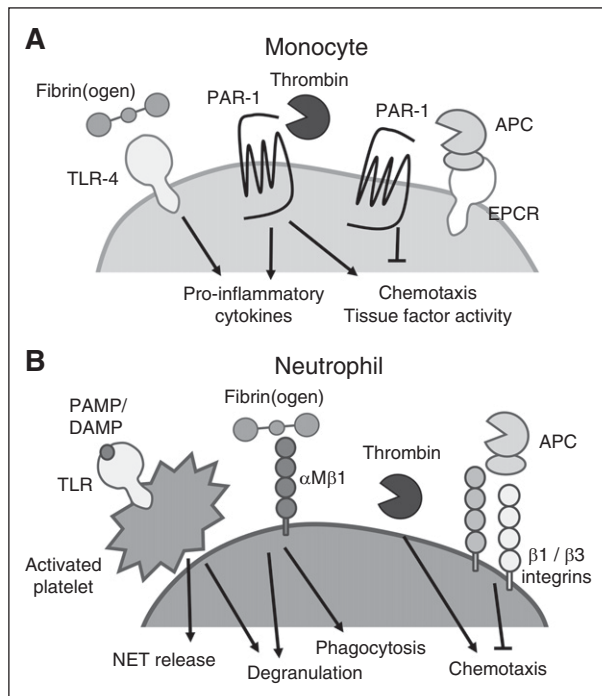 A
Monocyte
Fibrin(ogen)
PAR-1
Thrombin
PAR-1
APC
TLR-4
EPCR
Pro-inflammatory
cytokines
Chemotaxis
Tissue factor activity
B
Neutrophil
PAMP/
DAMP
Fibrin(ogen)
Thrombin
APC
TLR
αMβ1
Activated
platelet
β1 / β3
integrins
NET release
Degranulation
Phagocytosis
Chemotaxis